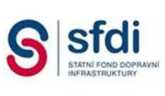 sfdi
STÁTNÍ FOND DOPRAVNÍ
INFRASTRUKTURY